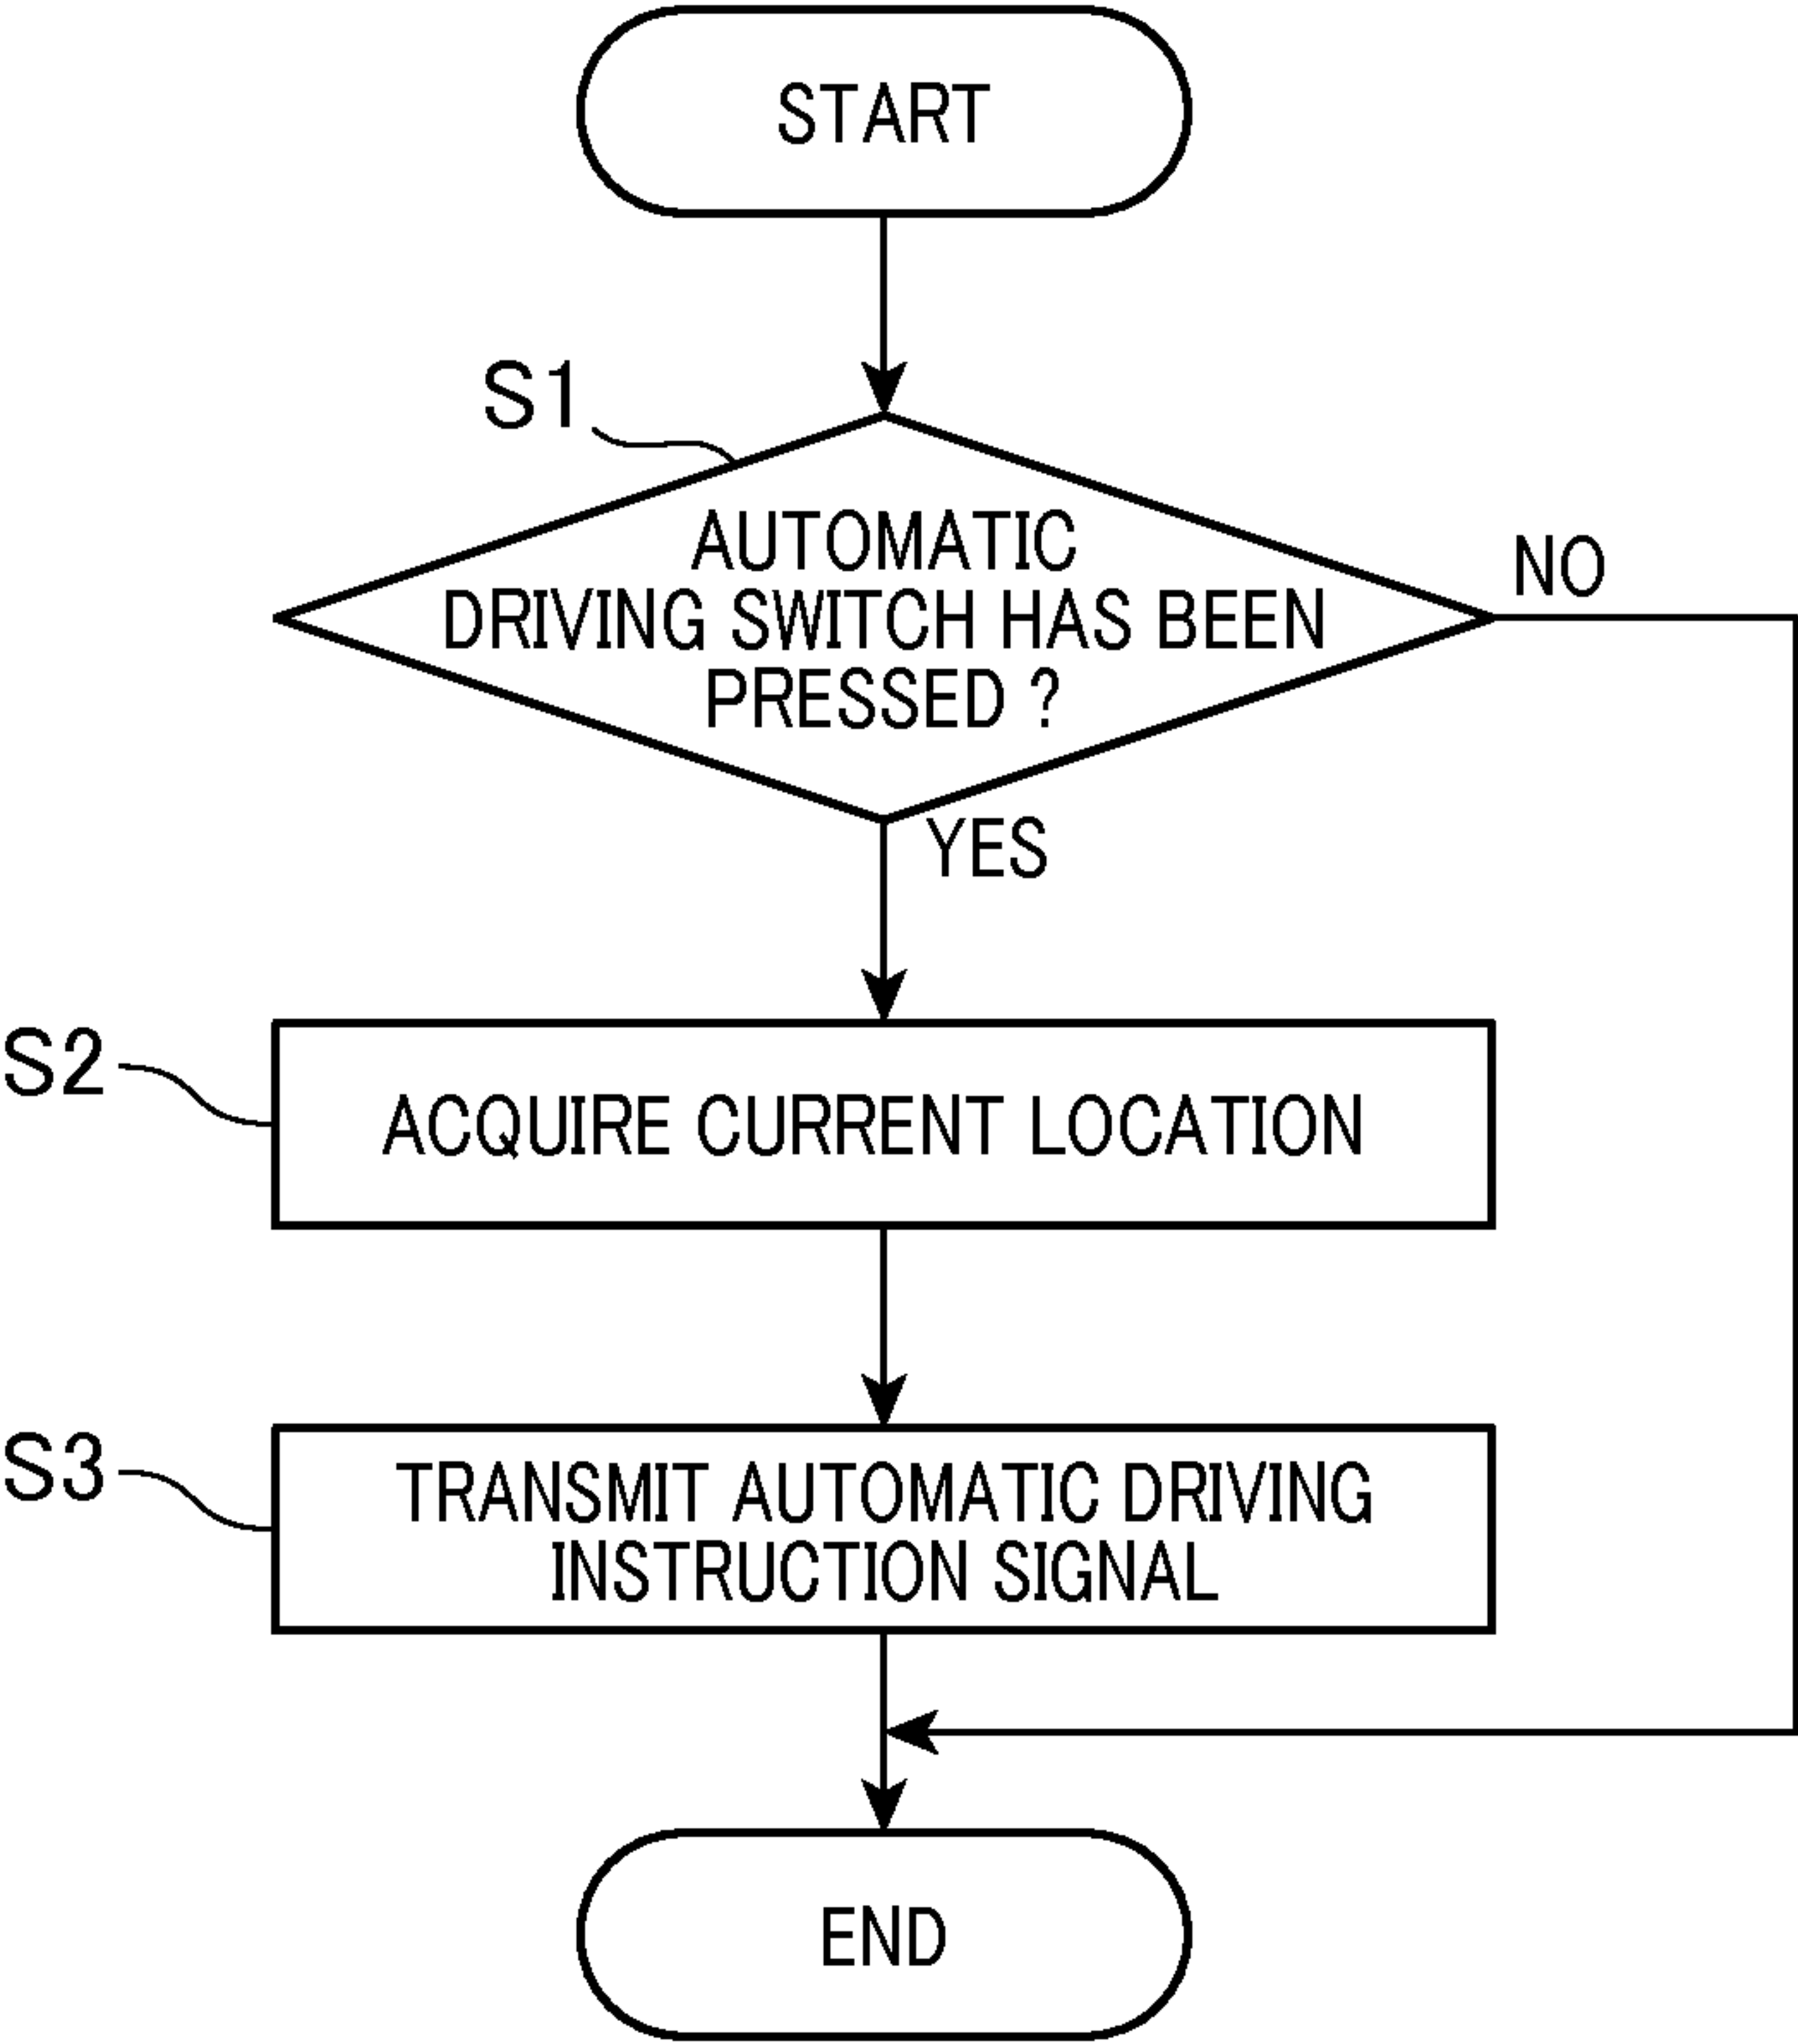 START
S1
AUTOMATIC
DRIVING SWITCH HAS BEEN
PRESSED ?
NO
YES
S2
ACQUIRE CURRENT LOCATION
S3
TRANSMIT AUTOMATIC DRIVING
INSTRUCTION SIGNAL
END